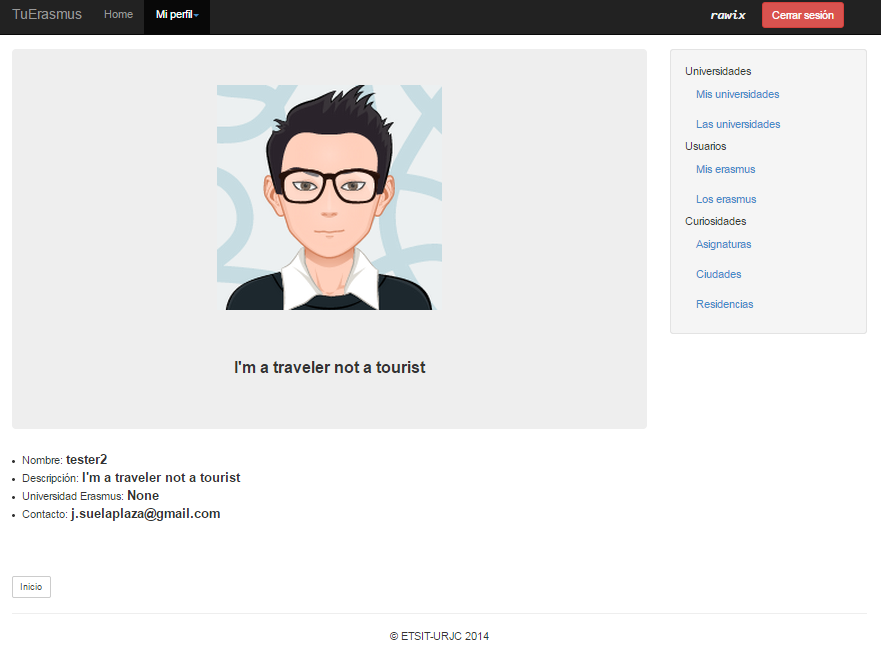 TuErasmus Home Mi perfil rawix Cerrar sesión
I'm a traveler not a tourist
Nombre: tester2
Descripción: I'm a traveler not a tourist
Universidad Erasmus: None
Contacto: j.suelaplaza@gmail.com
Inicio
Universidades
Mis universidades
Las universidades
Usuarios
Mis erasmus
Los erasmus
Curiosidades
Asignaturas
Ciudades
Residencias
© ETSIT-URJC 2014